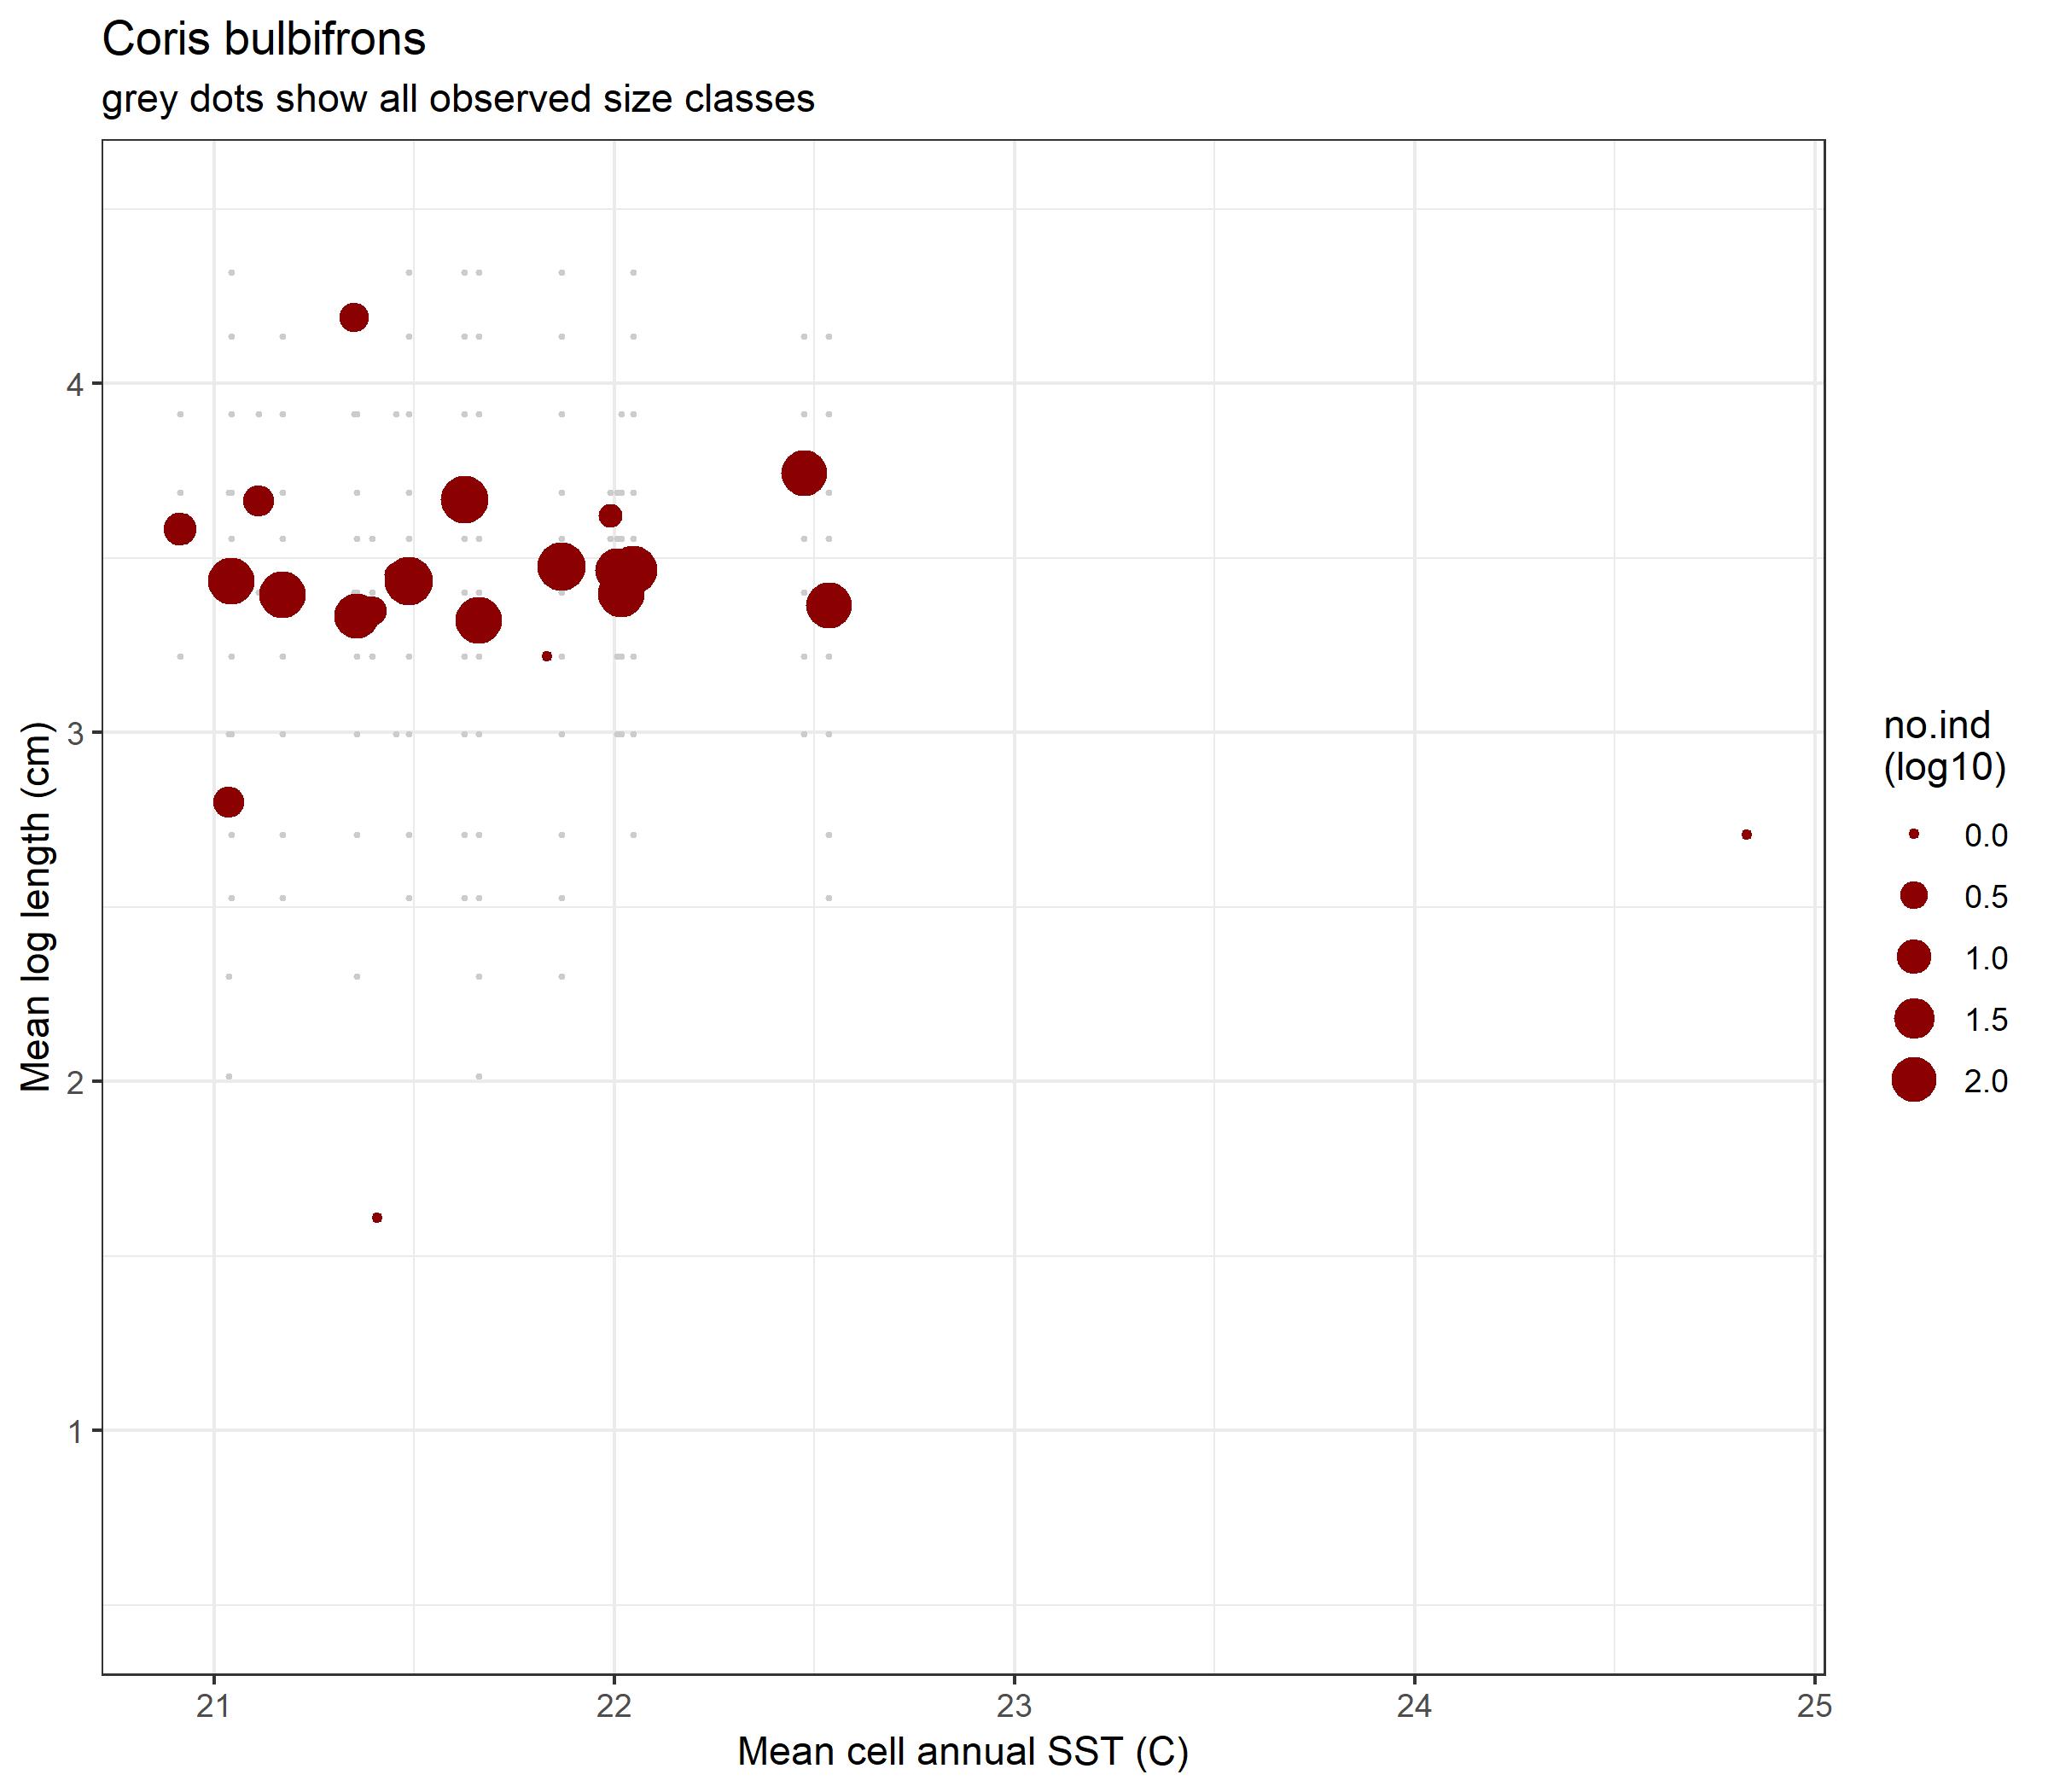 Coris bulbifrons
grey dots show all observed size classes
Mean log length (cm)
4
3
2
1
21 22 23 24 25
Mean cell annual SST (C)
no.ind
(log10)
0.0
0.5
1.0
1.5
2.0